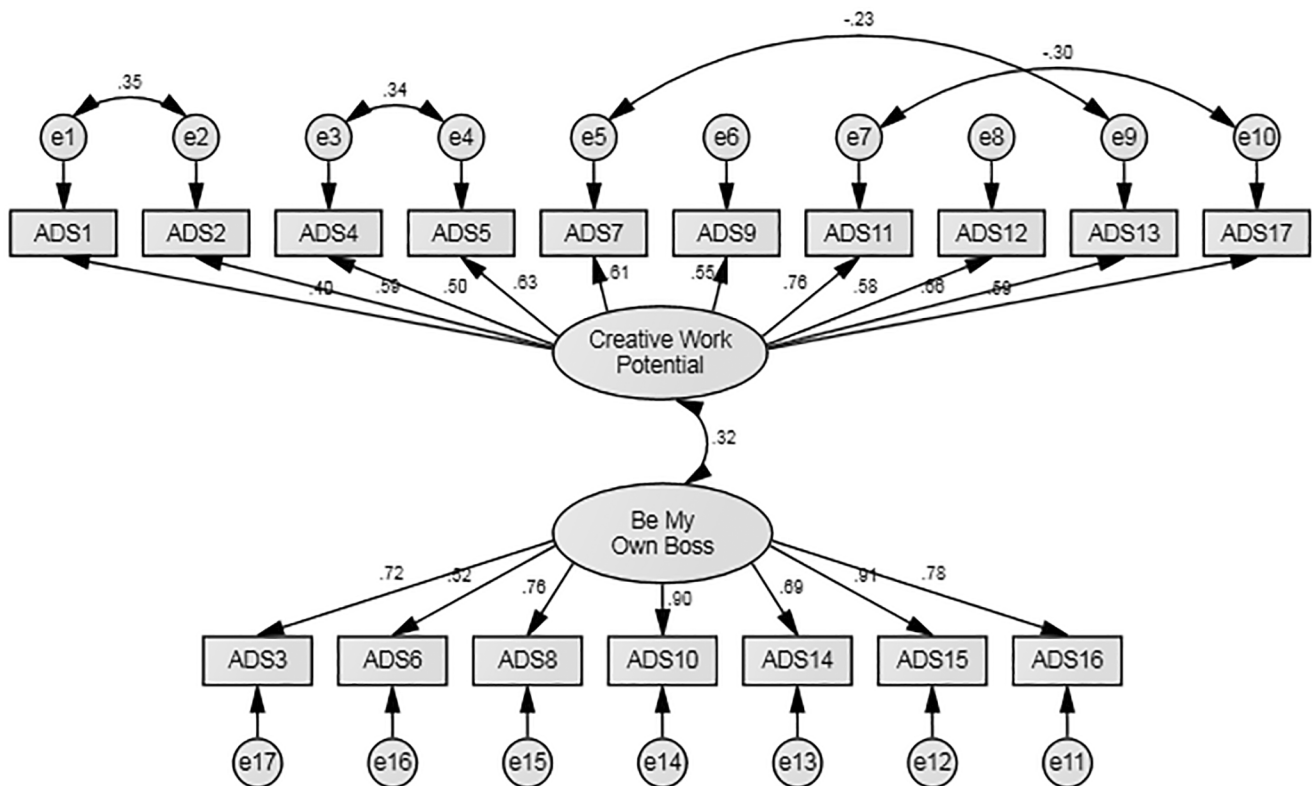 -.23
-.30
.35
.34
e1 e2 e3 e4 e5 e6 e7 e8 e9 e10
ADS1 ADS2 ADS4 ADS5 ADS7 ADS9 ADS11 ADS12 ADS13 ADS17
.40 .59 .50 .63 .61 .55 .76 .58 .66 .59
Creative Work
Potential
.32
Be My
Own Boss
.72 .52 .76 .90 .69 .91 .78
ADS3 ADS6 ADS8 ADS10 ADS14 ADS15 ADS16
e17 e16 e15 e14 e13 e12 e11